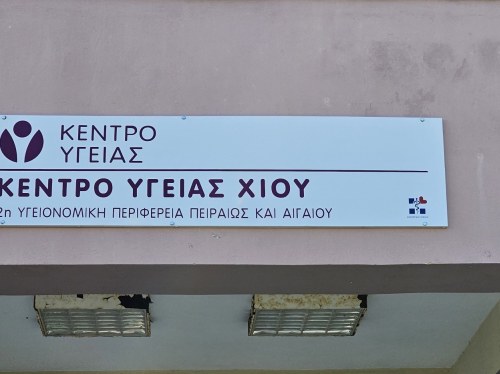 ΚΕΝΤΡΟ
ΥΓΕΙΑΣ
ΚΕΝΤΡΟ ΥΓΕΙΑΣ ΧΙΟΥ
2η ΥΓΕΙΟΝΟΜΙΚΗ ΠΕΡΙΦΕΡΕΙΑ ΠΕΙΡΑΙΩΣ ΚΑΙ ΑΙΓΑΙΟΥ